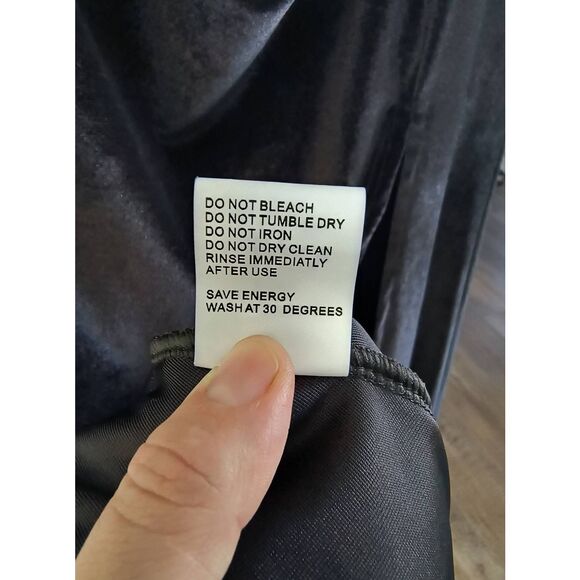 DO NOT BLEACH
DO NOT TUMBLE DRY
DO NOT IRON
DO NOT DRY CLEAN
RINSE IMMEDIATLY
AFTER USE
SAVE ENERGY
WASH AT 30 DEGREES